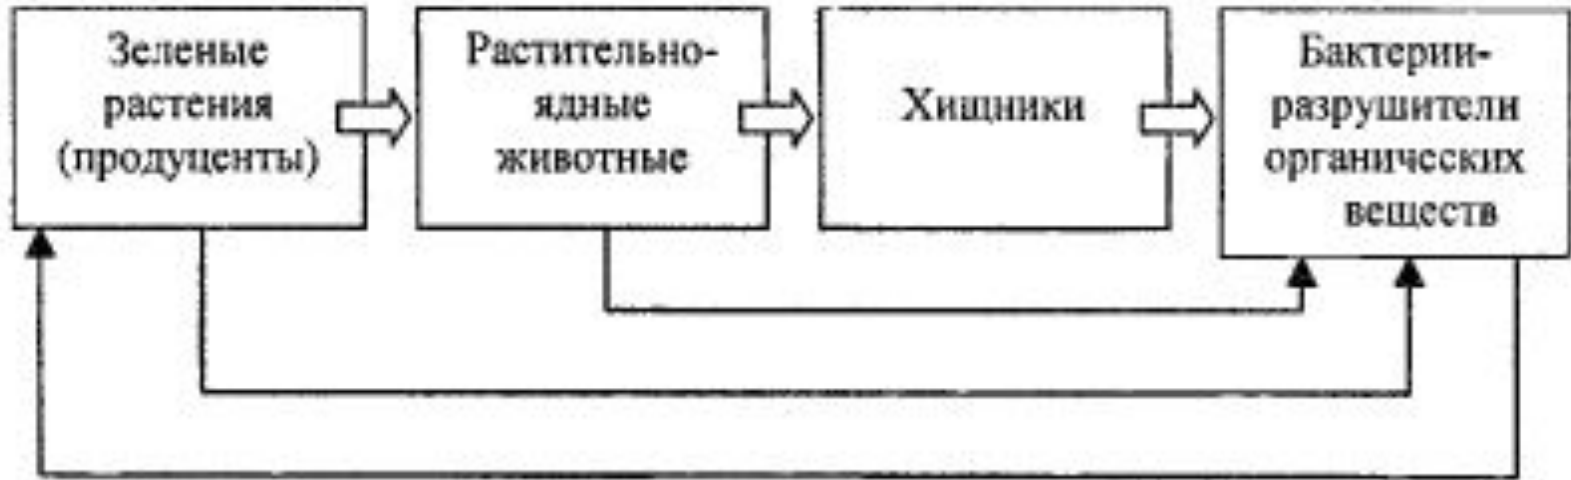 Зеленые
растения
(продуценты)
Растительно-
ядные
животные
Хищники
Бактерии-
разрушители
органических
веществ